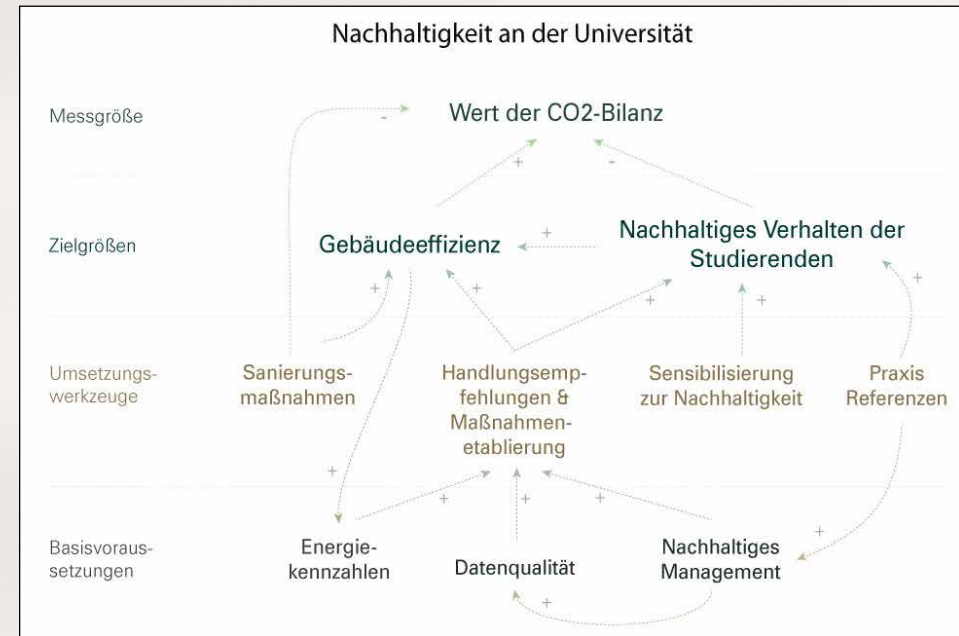 Nachhaltigkeit an der Universität
Messgröße
Wert der CO2-Bilanz
-
+
-
Zielgrößen
Gebäudeeffizienz
+
Nachhaltiges Verhalten der
Studierenden
+
+
+
+
+
Umsetzungs-
werkzeuge
Sanierungs-
maßnahmen
Handlungsemp-
fehlungen &
Maßnahmen-
etablierung
Sensibilisierung
zur Nachhaltigkeit
Praxis
Referenzen
+
+
+
+
+
Basisvoraus-
setzungen
Energie-
kennzahlen
Datenqualität
Nachhaltiges
Management
+